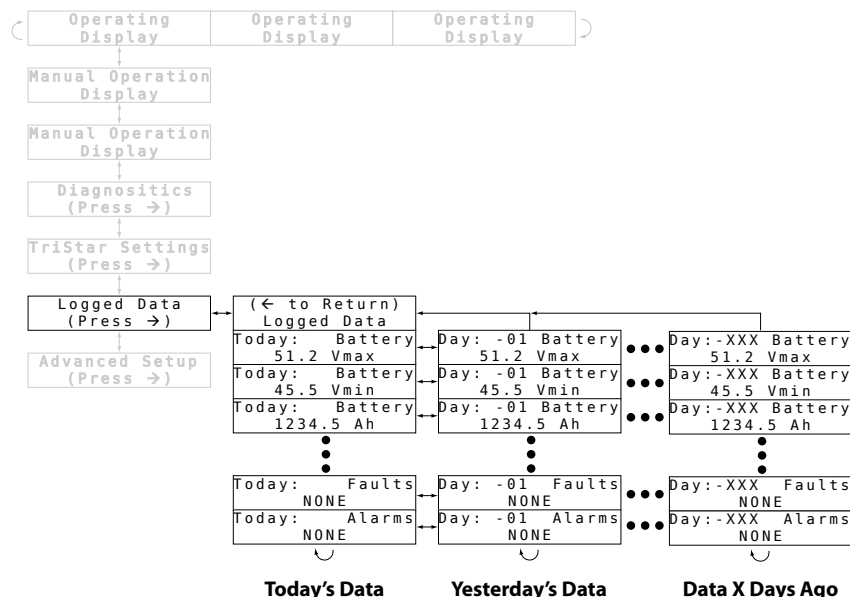 Operating Operating Operating
Display Display Display
Manual Operation
Display
Manual Operation
Display
Diagnositics
(Press →)
TriStar Settings
(Press →)
Logged Data
(Press →)
(← to Return)
Logged Data
Advanced Setup
(Press →)
Today: Battery
51.2 Vmax
Today: Battery
45.5 Vmin
Today: Battery
1234.5 Ah
Today: Faults
NONE
Today: Alarms
NONE
Today's Data
Day: -01 Battery
51.2 Vmax
Day: -01 Battery
45.5 Vmin
Day: -01 Battery
1234.5 Ah
Day: -01 Faults
NONE
Day: -01 Alarms
NONE
Yesterday's Data
Day:-XXX Battery
51.2 Vmax
Day:-XXX Battery
45.5 Vmin
Day:-XXX Battery
1234.5 Ah
Day:-XXX Faults
NONE
Day:-XXX Alarms
NONE
Data X Days Ago